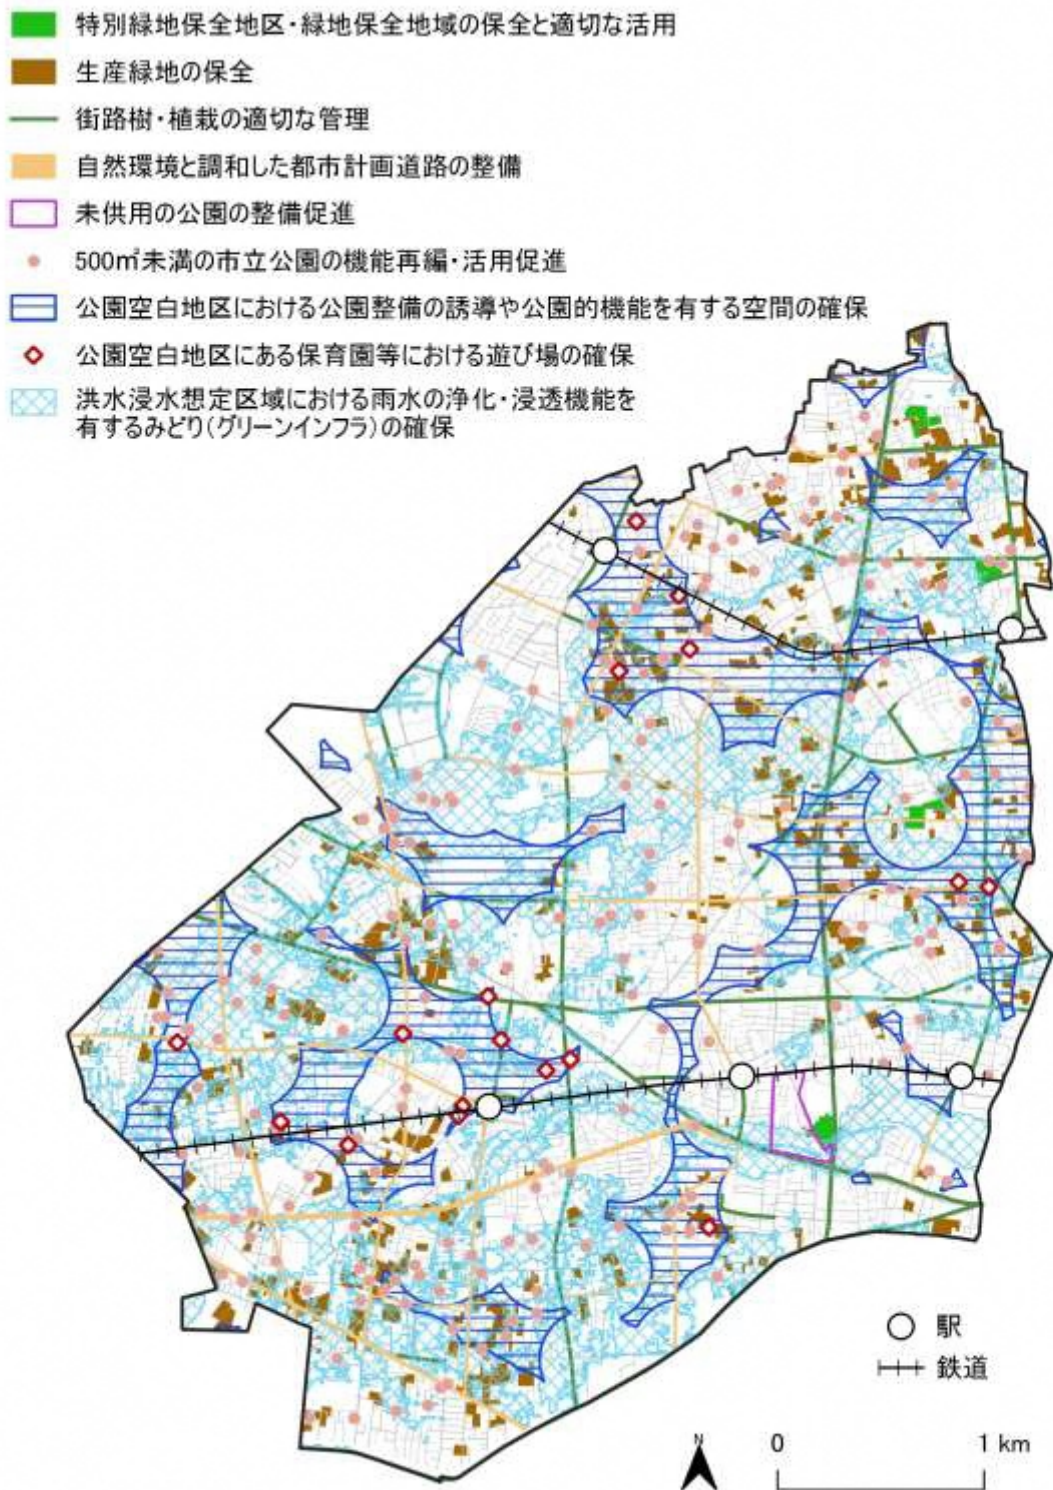 特別緑地保全地区・緑地保全地域の保全と適切な活用
生産緑地の保全
街路樹・植栽の適切な管理
自然環境と調和した都市計画道路の整備
未供用の公園の整備促進
500㎡未満の市立公園の機能再編・活用促進
公園空白地区における公園整備の誘導や公園的機能を有する空間の確保
公園空白地区にある保育園等における遊び場の確保
洪水浸水想定区域における雨水の浄化・浸透機能を
有するみどり(グリーンインフラ)の確保
駅
鉄道
N
0 1 km